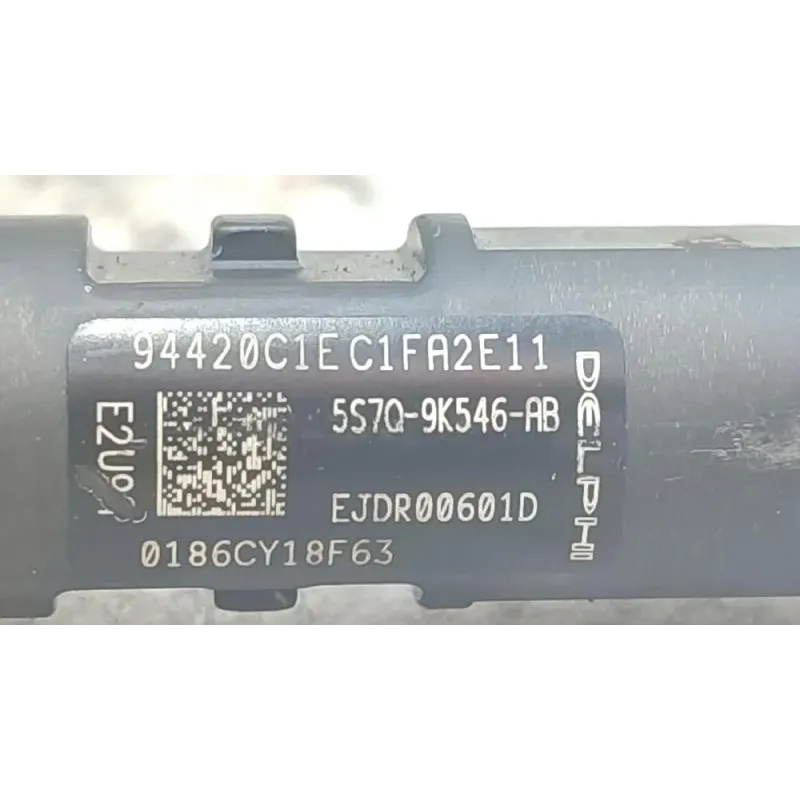 94420C1E C1FA2E11
5S7Q-9K546-AB
EJDR00601D
0186CY18F63
DELPHI